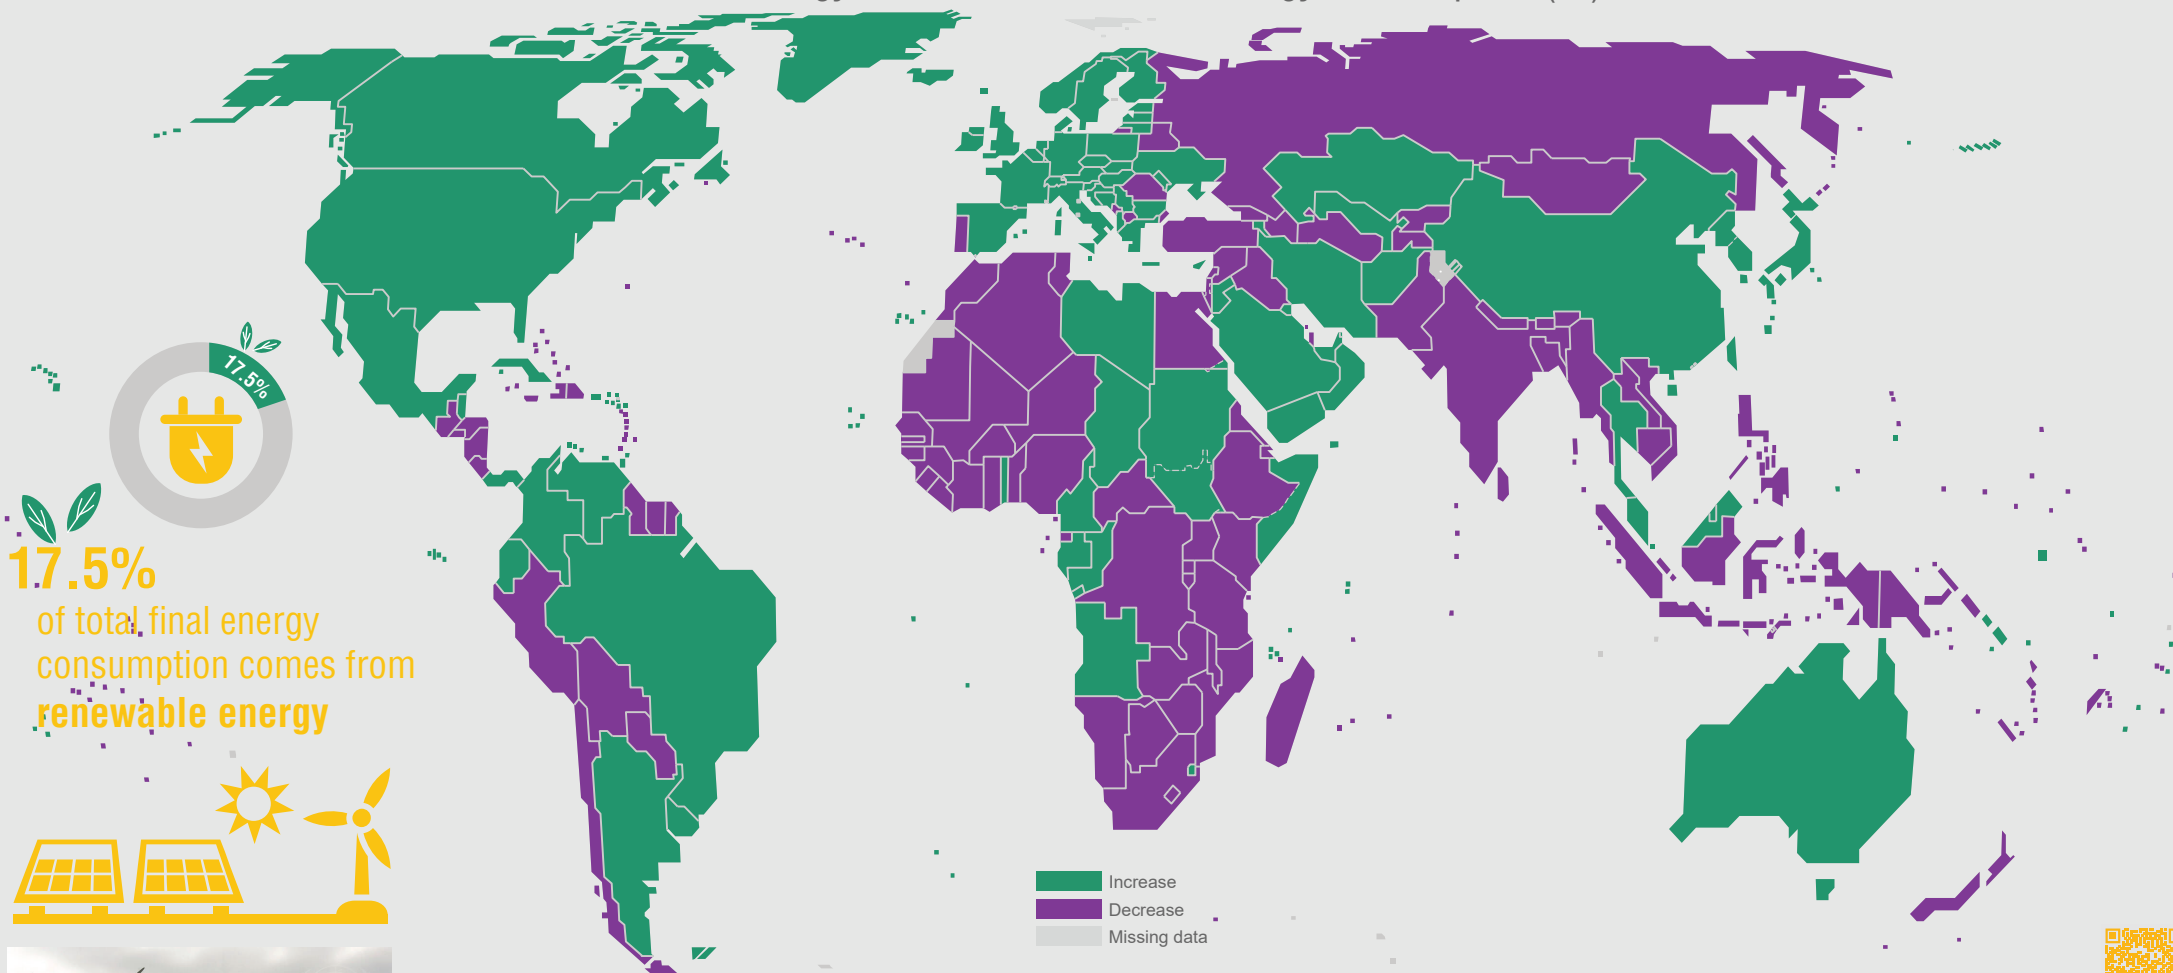 17.5%
17.5%
of total final energy
consumption comes from
renewable energy
Increase
Decrease
Missing data